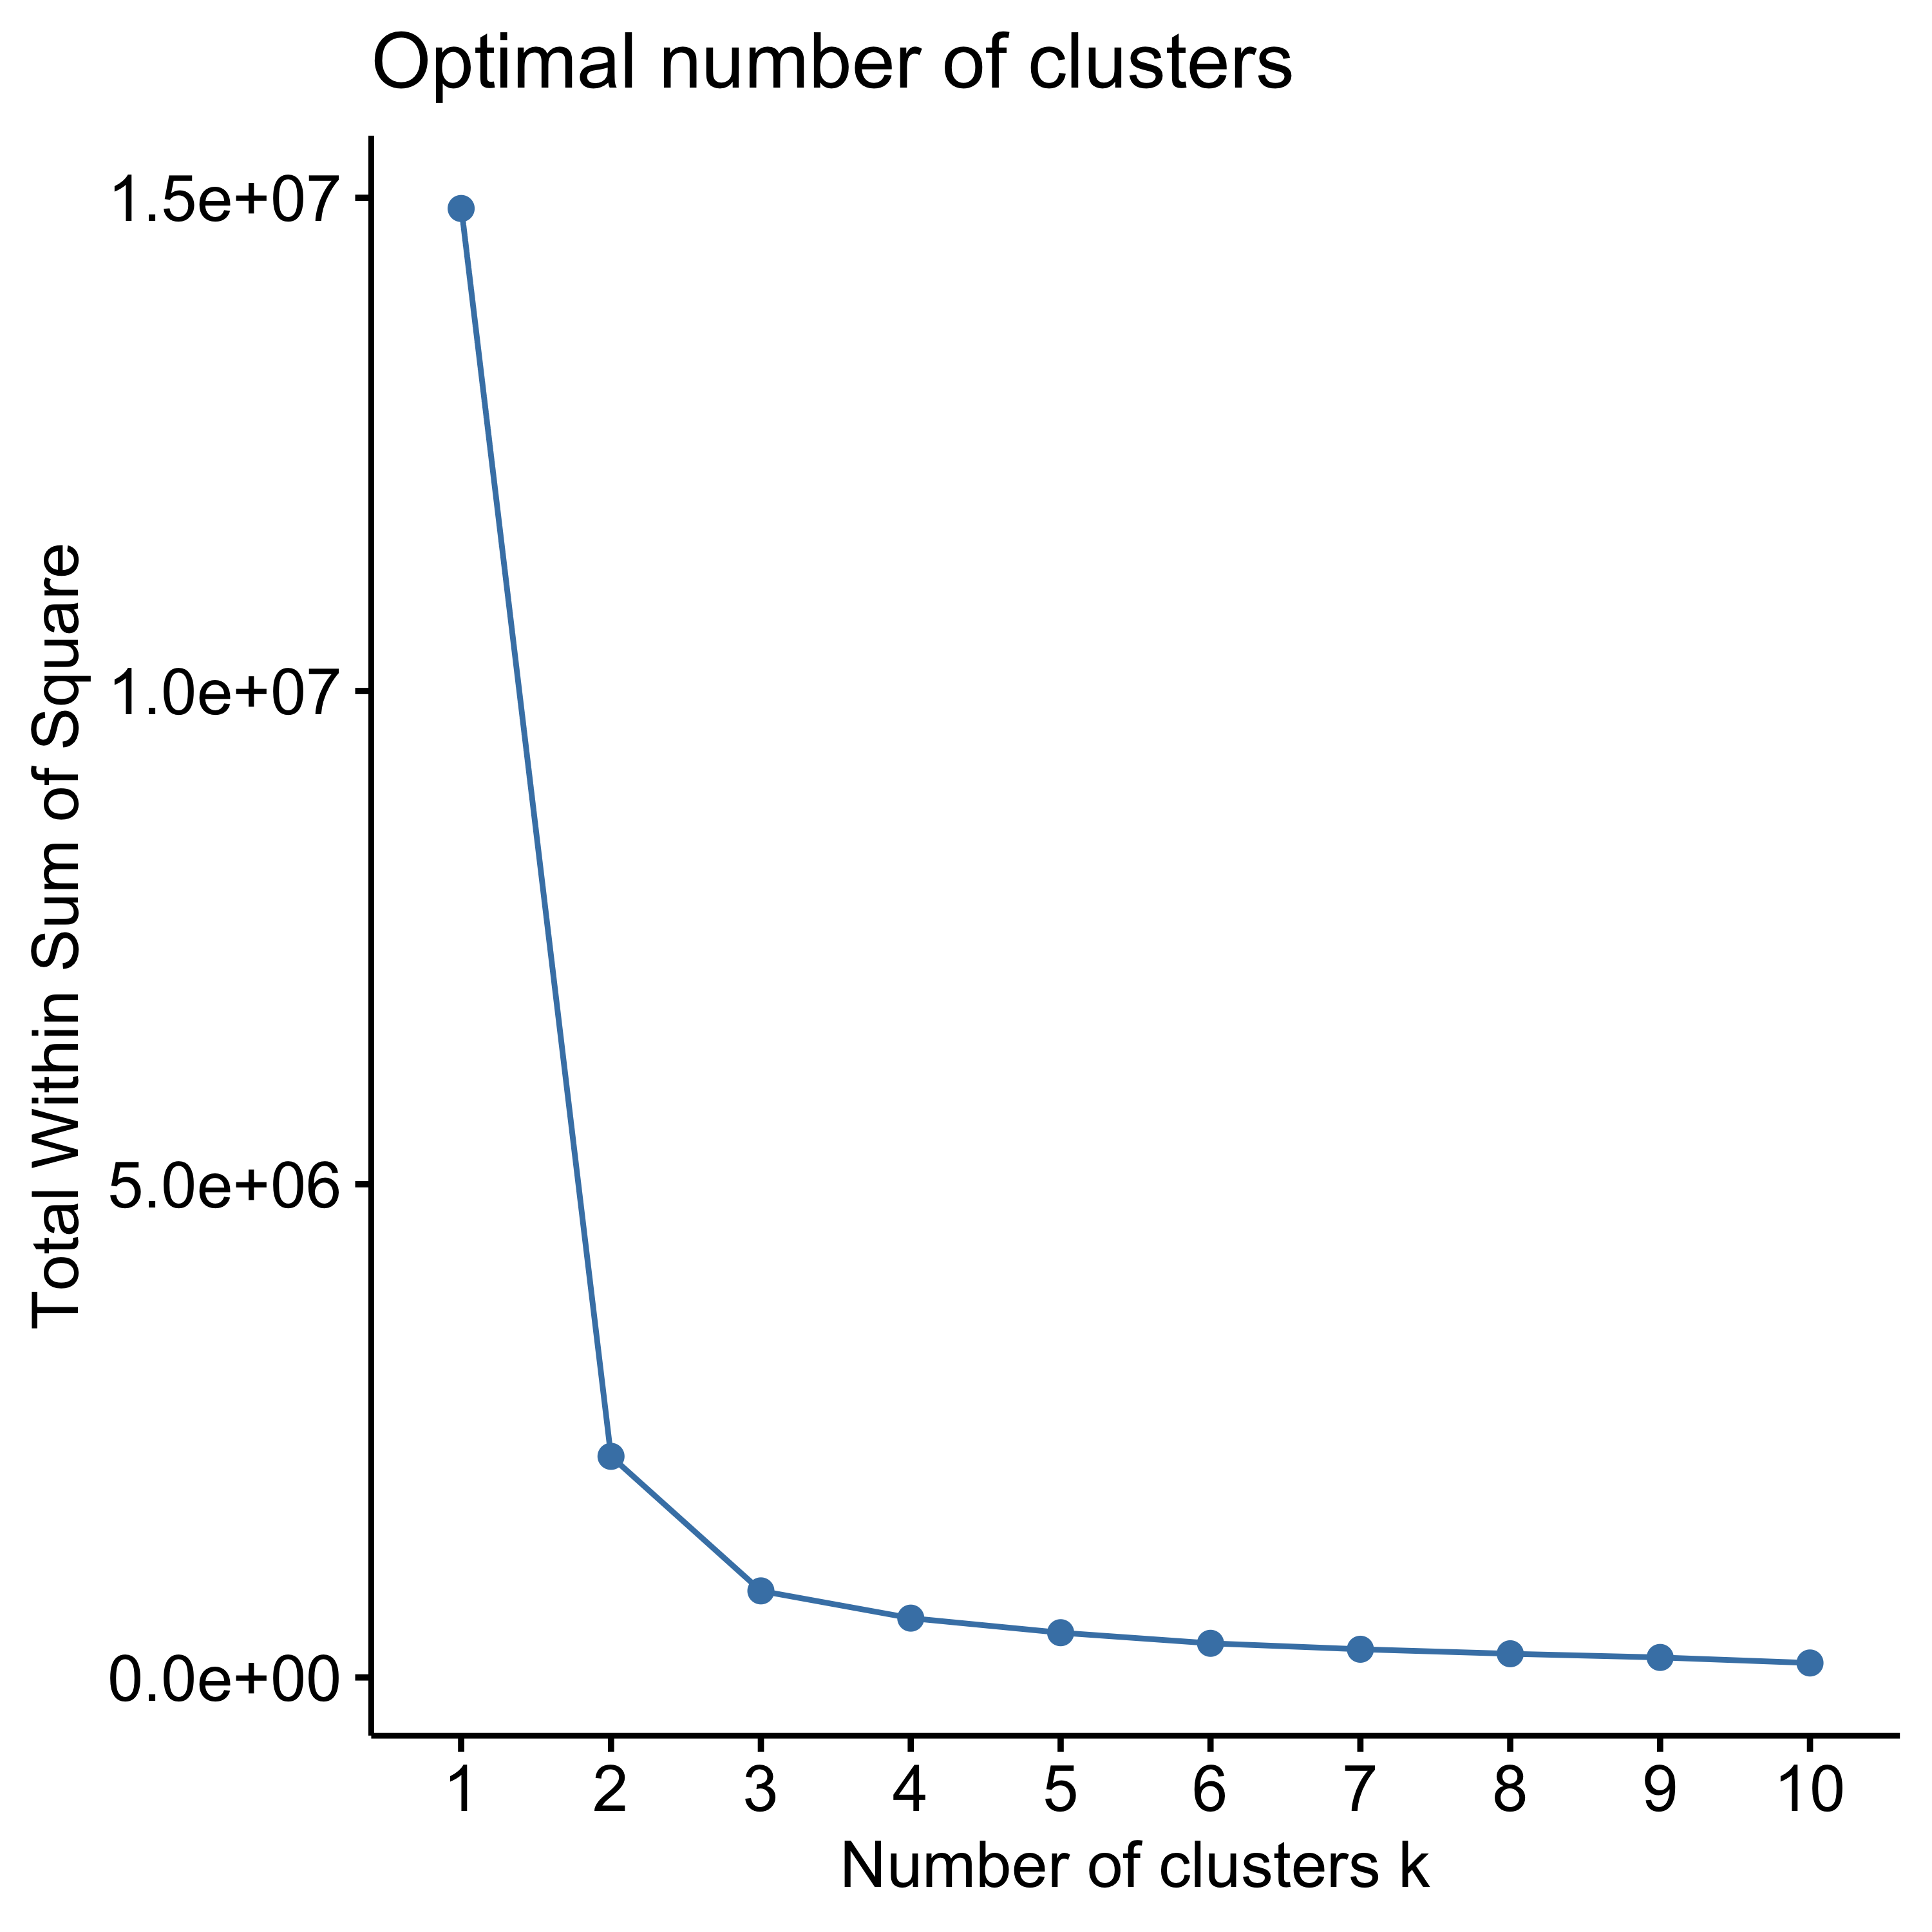 Optimal number of clusters
Total Within Sum of Square
1.5e+07
1.0e+07
5.0e+06
0.0e+00
1 2 3 4 5 6 7 8 9 10
Number of clusters k